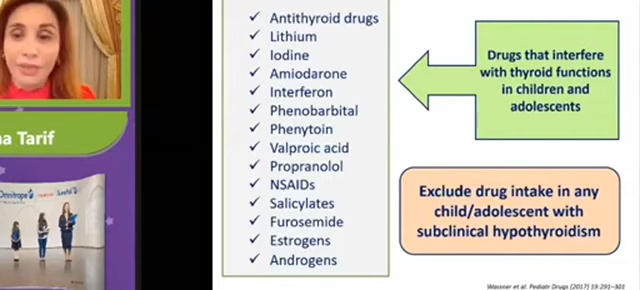 na Tarif
Omnitrope
✓ Antithyroid drugs
✓ Lithium
✓ Iodine
✓ Amiodarone
✓ Interferon
✓ Phenobarbital
✓ Phenytoin
✓ Valproic acid
✓ Propranolol
✓ NSAIDs
✓ Salicylates
✓ Furosemide
✓ Estrogens
✓ Androgens
Drugs that interfere
with thyroid functions
in children and
adolescents
Exclude drug intake in any
child/adolescent with
subclinical hypothyroidism
Wassner et al. Pediatr Drugs (2017) 19:291–301